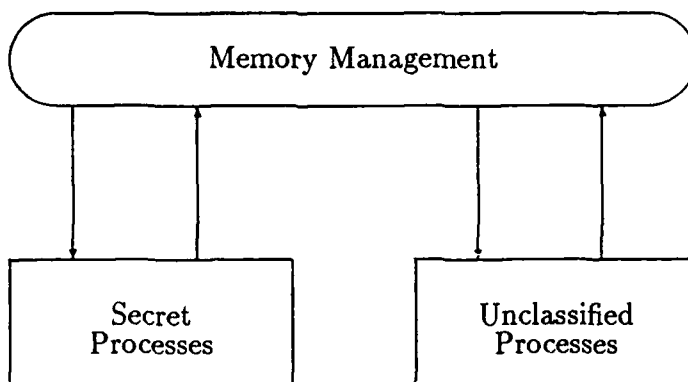 Memory Management
Secret
Processes
Unclassified
Processes